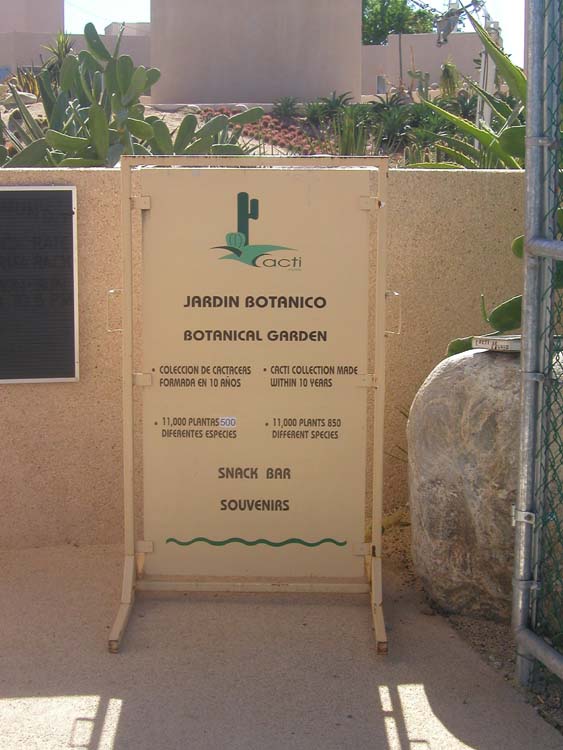 Cacti
JARDIN BOTANICO
BOTANICAL GARDEN
• COLECCION DE CACTACEAS
FORMADA EN 10 AÑOS
• CACTI COLLECTION MADE
WITHIN 10 YEARS
• 11,000 PLANTAS 500
DIFERENTES ESPECIES
• 11,000 PLANTS 850
DIFFERENT SPECIES
SNACK BAR
SOUVENIRS